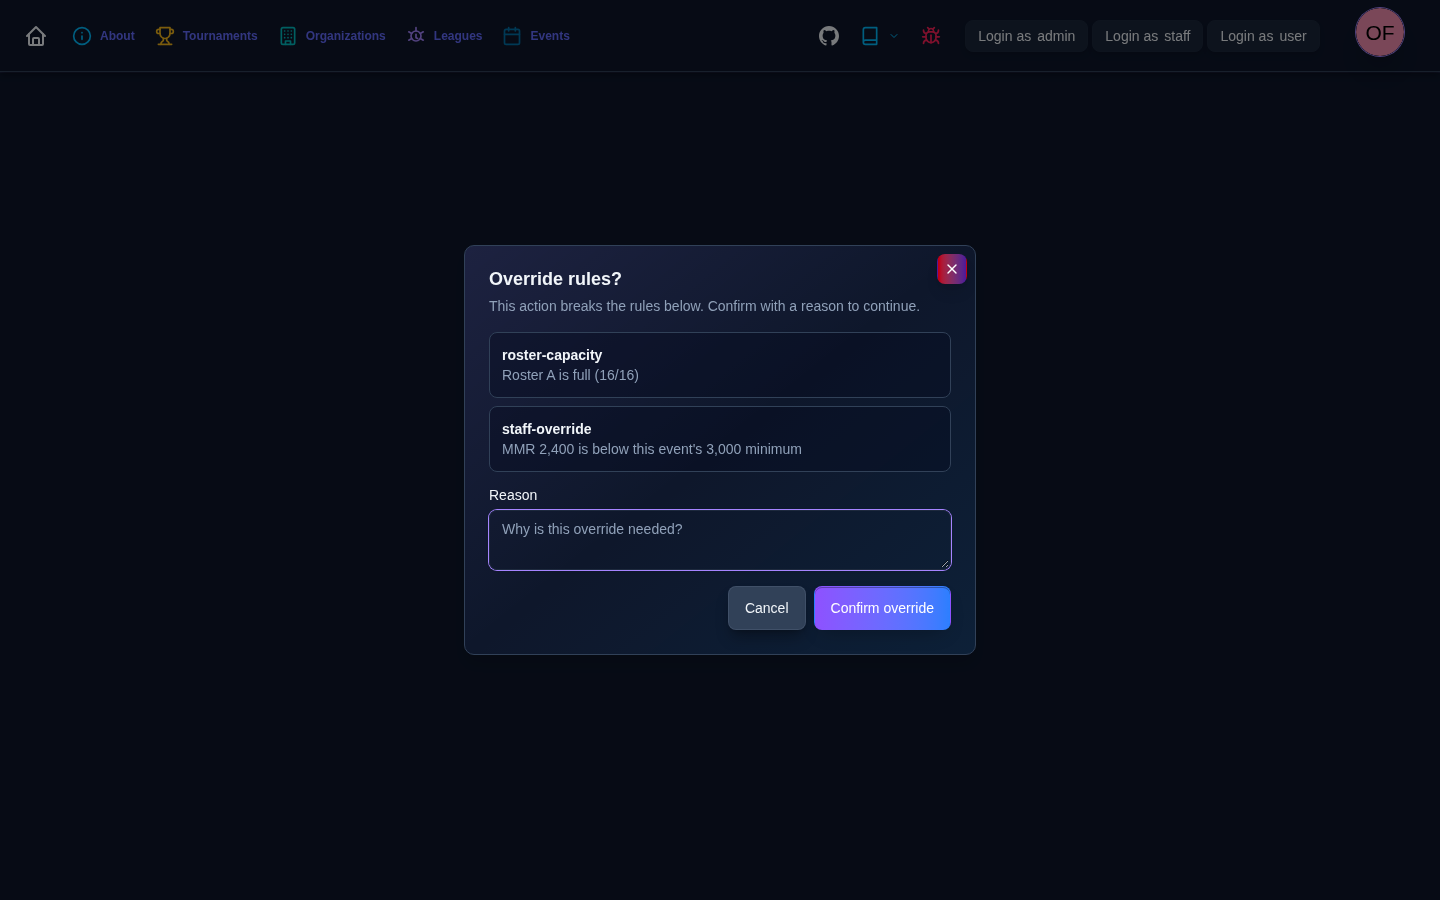 About Tournaments Organizations Leagues Events Login as admin Login as staff Login as user OF
Override rules?
This action breaks the rules below. Confirm with a reason to continue.
roster-capacity
Roster A is full (16/16)
staff-override
MMR 2,400 is below this event's 3,000 minimum
Reason
Why is this override needed?
Cancel Confirm override